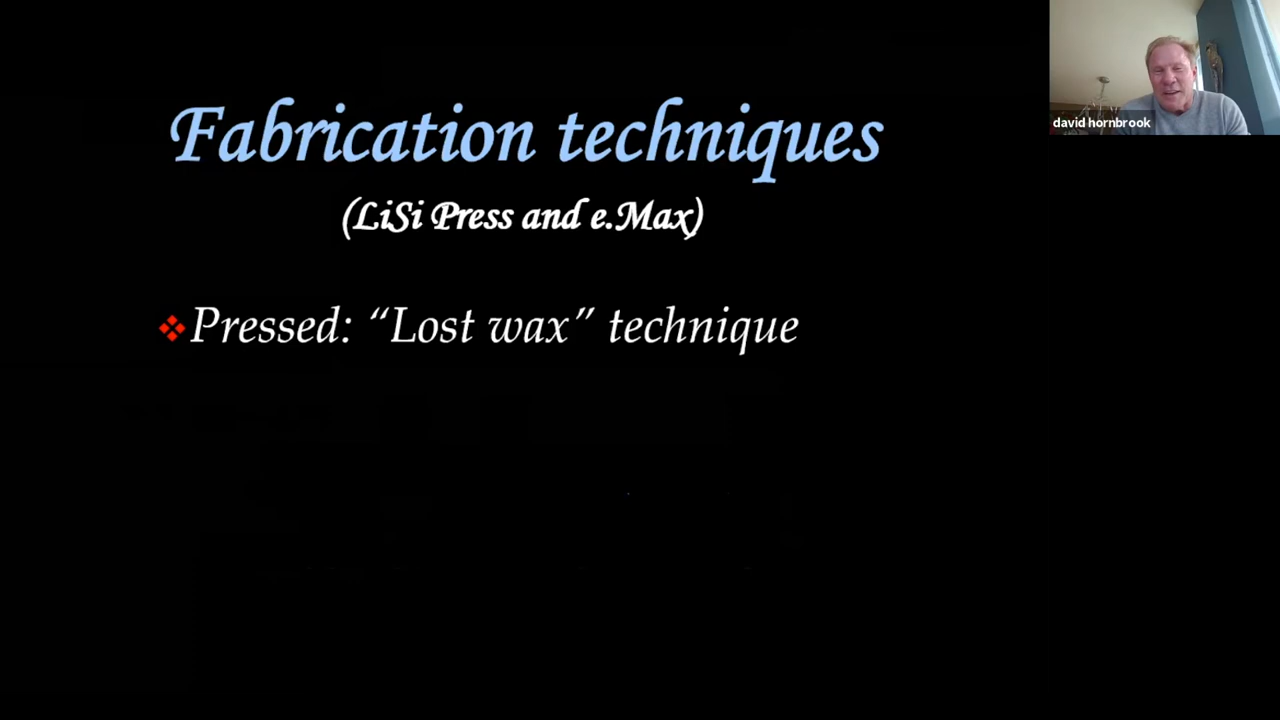 Fabrication techniques
(LiSi Press and e.Max)
Pressed: “Lost wax” technique
david hornbrook